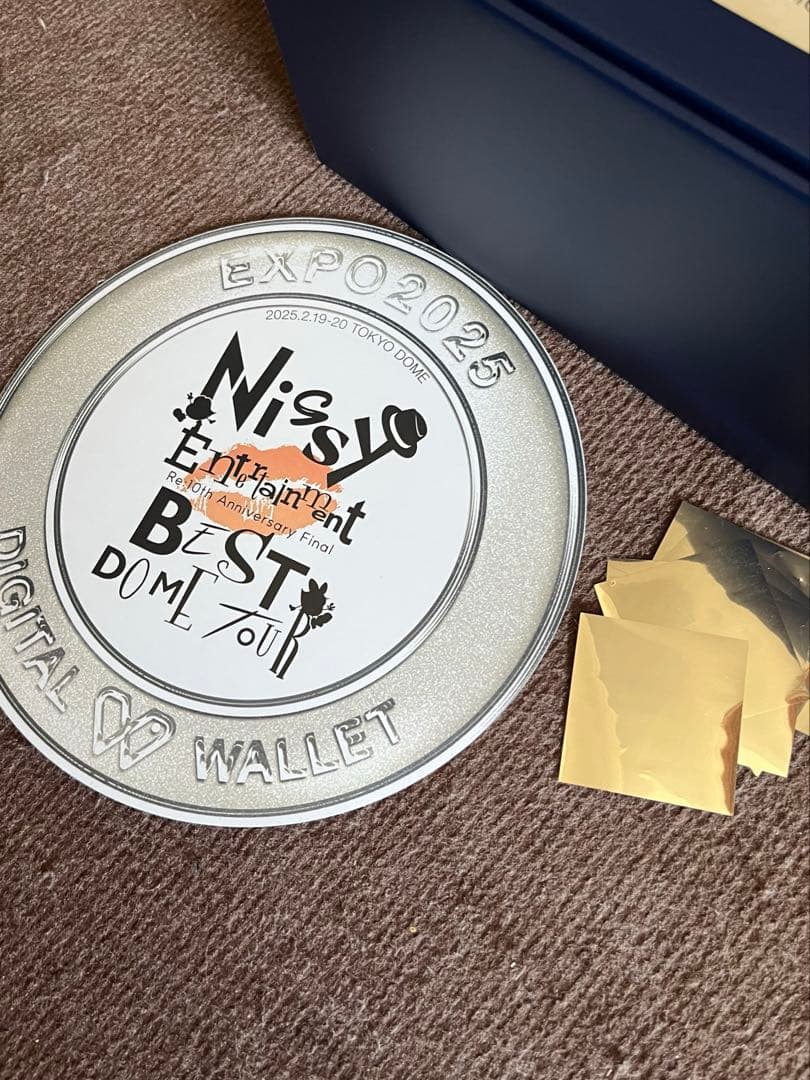 EXPO2025
2025.2.19-20 TOKYO DOME
Nissy
Entertainment
Re:10th Anniversary Final
BEST
DOME TOUR
DIGITAL WALLET